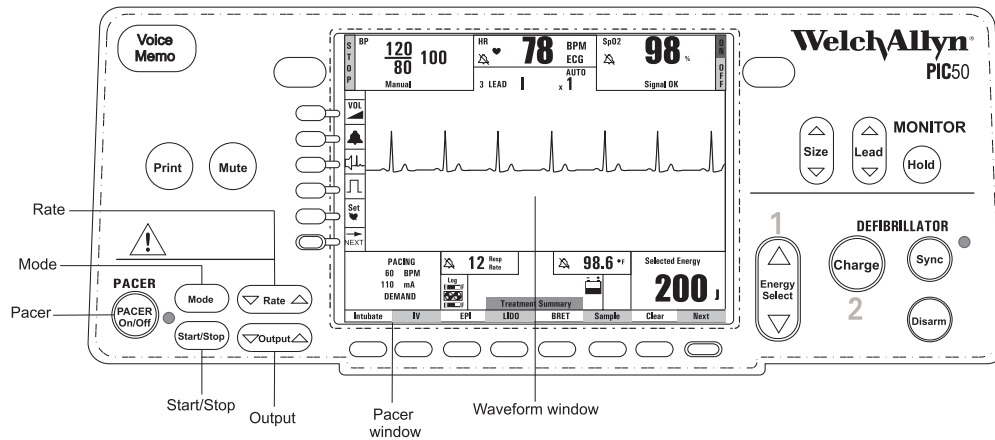 Voice
Memo
WelchAllyn®
PIC50
STOP
BP
120
80
100
Manual
HR
78
BPM
ECG
AUTO
3 LEAD
I
x1
SpO2
98 %
Signal OK
ON
OFF
VOL
Set
NEXT
Print
Mute
Size
Lead
MONITOR
Hold
Rate
Mode
Pacer
PACER
PACER
On/Off
Mode
Rate
Start/Stop
Output
PACING
60 BPM
110 mA
DEMAND
12 Resp
Rate
98.6 °F
Log
E F
E F
Treatment Summary
Selected Energy
200 J
Intubate IV EPI LIDO BRET Sample Clear Next
1
Energy
Select
DEFIBRILLATOR
Charge
2
Sync
Disarm
Start/Stop
Output
Pacer
window
Waveform window